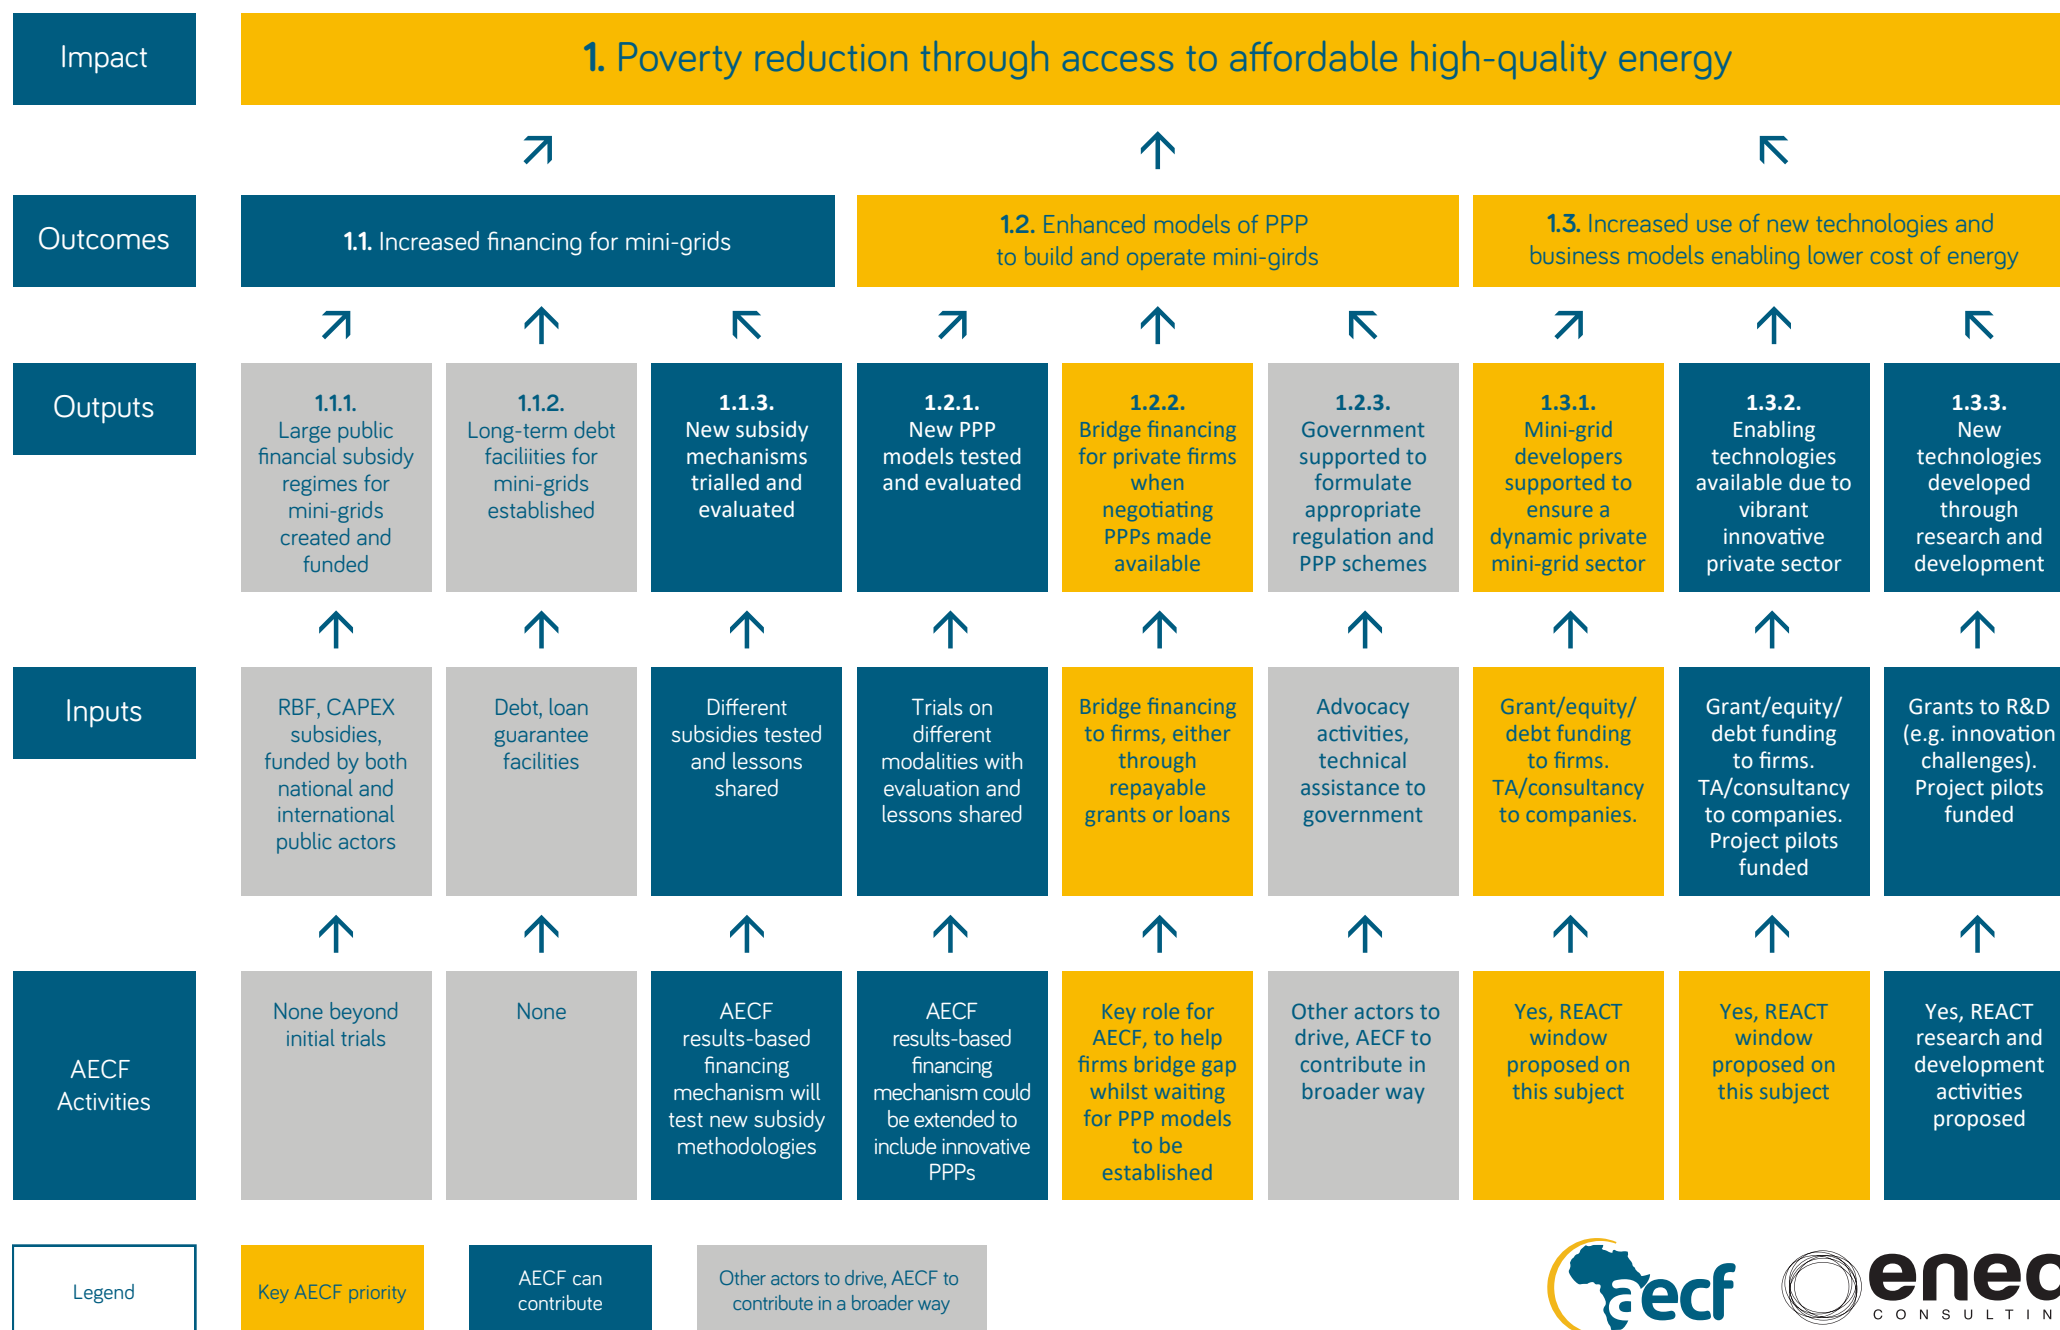 Impact
1. Poverty reduction through access to affordable high-quality energy
Outcomes
1.1. Increased financing for mini-grids
1.2. Enhanced models of PPP
to build and operate mini-girds
1.3. Increased use of new technologies and
business models enabling lower cost of energy
Outputs
1.1.1.
Large public
financial subsidy
regimes for
mini-grids
created and
funded
1.1.2.
Long-term debt
faciliities for
mini-grids
established
1.1.3.
New subsidy
mechanisms
trialled and
evaluated
1.2.1.
New PPP
models tested
and evaluated
1.2.2.
Bridge financing
for private firms
when
negotiating
PPPs made
available
1.2.3.
Government
supported to
formulate
appropriate
regulation and
PPP schemes
1.3.1.
Mini-grid
developers
supported to
ensure a
dynamic private
mini-grid sector
1.3.2.
Enabling
technologies
available due to
vibrant
innovative
private sector
1.3.3.
New
technologies
developed
through
research and
development
Inputs
RBF, CAPEX
subsidies,
funded by both
national and
international
public actors
Debt, loan
guarantee
facilities
Different
subsidies tested
and lessons
shared
Trials on
different
modalities with
evaluation and
lessons shared
Bridge financing
to firms, either
through
repayable
grants or loans
Advocacy
activities,
technical
assistance to
government
Grant/equity/
debt funding
to firms.
TA/consultancy
to companies.
Grant/equity/
debt funding
to firms.
TA/consultancy
to companies.
Project pilots
funded
Grants to R&D
(e.g. innovation
challenges).
Project pilots
funded
AECF
Activities
None beyond
initial trials
None
AECF
results-based
financing
mechanism will
test new subsidy
methodologies
AECF
results-based
financing
mechanism could
be extended to
include innovative
PPPs
Key role for
AECF, to help
firms bridge gap
whilst waiting
for PPP models
to be
established
Other actors to
drive, AECF to
contribute in
broader way
Yes, REACT
window
proposed on
this subject
Yes, REACT
window
proposed on
this subject
Yes, REACT
research and
development
activities
proposed
Legend
Key AECF priority
AECF can
contribute
Other actors to drive, AECF to
contribute in a broader way
aecf
enea
CONSULTIN